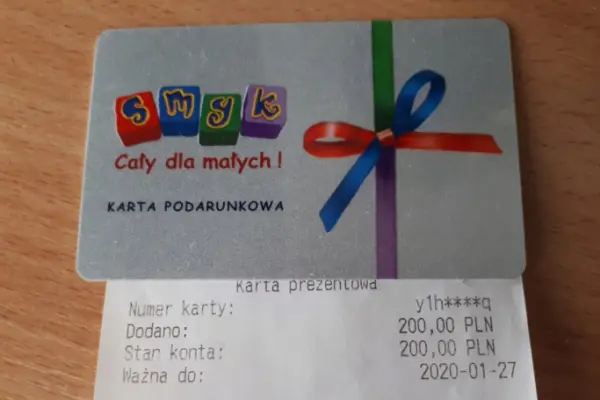 smyk
Cały dla małych!
KARTA PODARUNKOWA
Karta prezentowa
Numer karty: y1h****q
Dodano: 200,00 PLN
Stan konta: 200,00 PLN
Ważna do: 2020-01-27